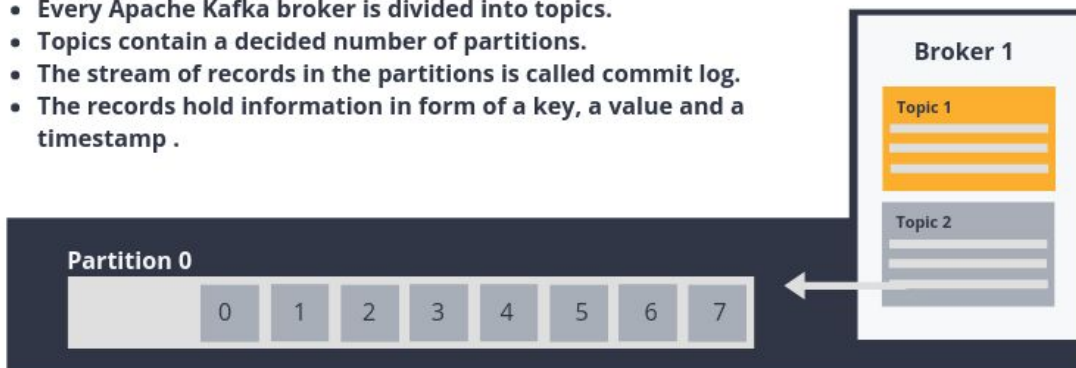 • Every Apache Kafka broker is divided into topics.
• Topics contain a decided number of partitions.
• The stream of records in the partitions is called commit log.
• The records hold information in form of a key, a value and a
timestamp .
Broker 1
Topic 1
Topic 2
Partition 0
0 1 2 3 4 5 6 7